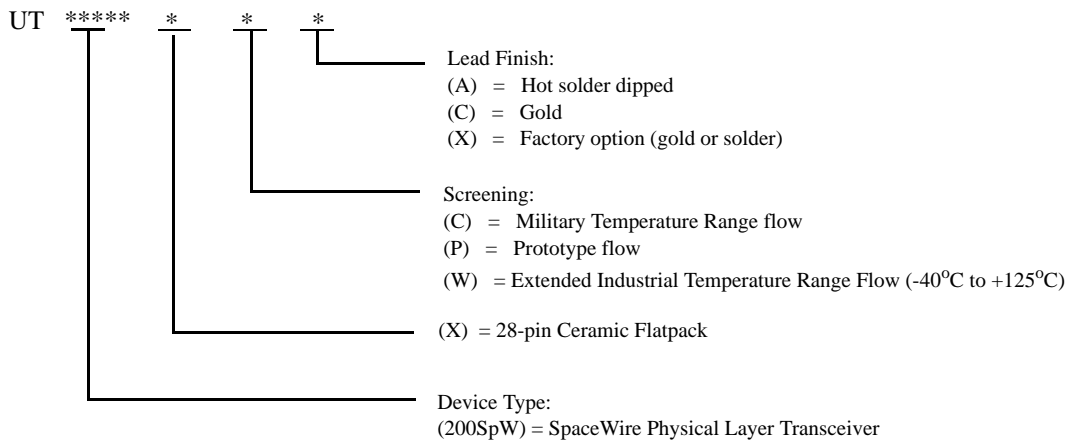 UT ***** * * *
Lead Finish:
(A) = Hot solder dipped
(C) = Gold
(X) = Factory option (gold or solder)
Screening:
(C) = Military Temperature Range flow
(P) = Prototype flow
(W) = Extended Industrial Temperature Range Flow (-40°C to +125°C)
(X) = 28-pin Ceramic Flatpack
Device Type:
(200SpW) = SpaceWire Physical Layer Transceiver